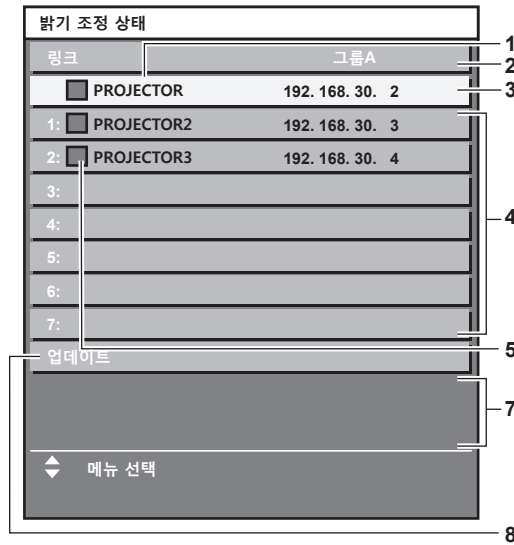 밝기 조정 상태
링크 그룹A
PROJECTOR 192. 168. 30. 2
1: PROJECTOR2 192. 168. 30. 3
2: PROJECTOR3 192. 168. 30. 4
3:
4:
5:
6:
7:
업데이트
메뉴 선택
1
2
3
4
5
7
8